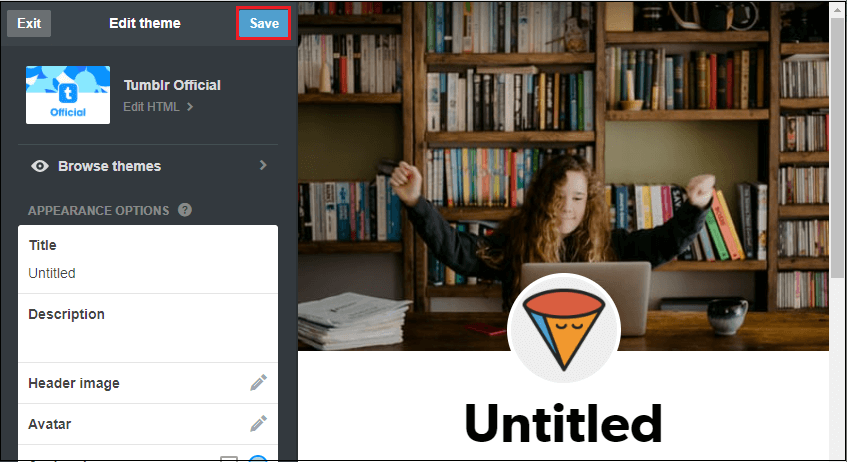 Exit
Edit theme
Save
t
Official
Tumblr Official
Edit HTML
Browse themes
APPEARANCE OPTIONS ?
Title
Untitled
Description
Header image
Avatar
Untitled